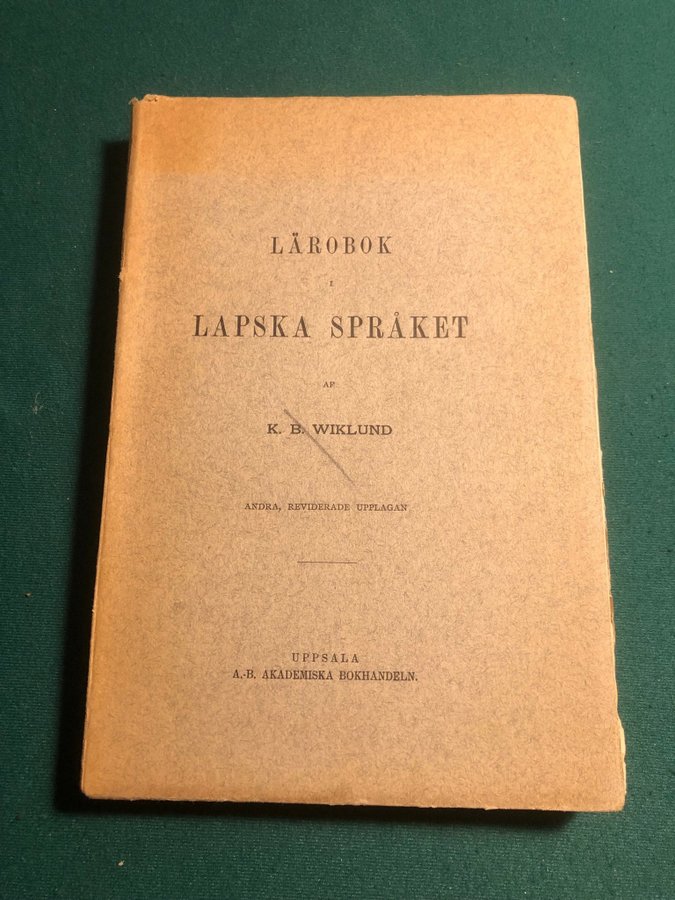 LÄROBOK
I
LAPSKA SPRÅKET
AF
K. B. WIKLUND
ANDRA, REVIDERADE UPPLAGAN
UPPSALA
A.-B. AKADEMISKA BOKHANDELN.